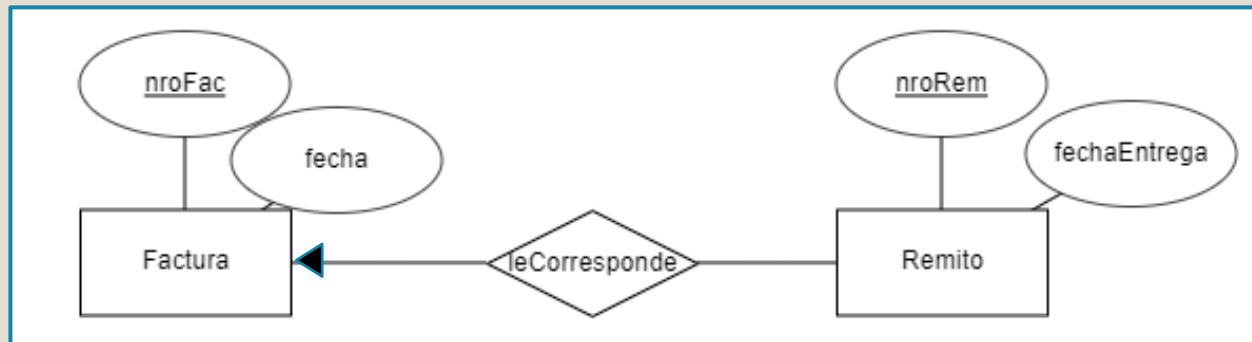 nroFac
nroRem
fecha
fechaEntrega
Factura
leCorresponde
Remito